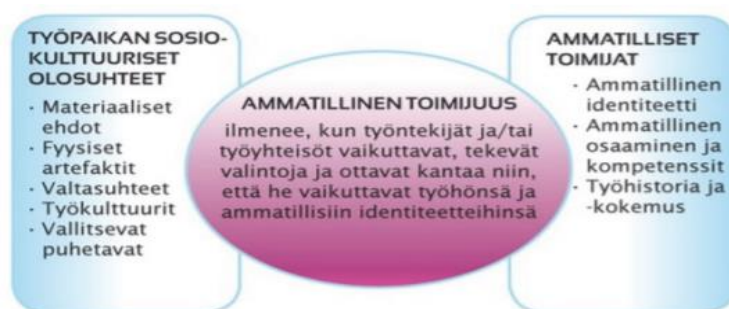 TYÖPAIKAN SOSIO-
KULTTUURISET
OLOSUHTEET
· Materiaaliset
ehdot
· Fyysiset
artefaktit
· Valtasuhteet
· Työkulttuurit
· Vallitsevat
puhetavat
AMMATILLINEN TOIMIJUUS
ilmenee, kun työntekijät ja/tai
työyhteisöt vaikuttavat, tekevät
valintoja ja ottavat kantaa niin,
että he vaikuttavat työhönsä ja
ammatillisiin identiteetteihinsä
AMMATILLISET
TOIMIJAT
· Ammatillinen
identiteetti
· Ammatillinen
osaaminen ja
kompetenssit
· Työhistoria ja
-kokemus